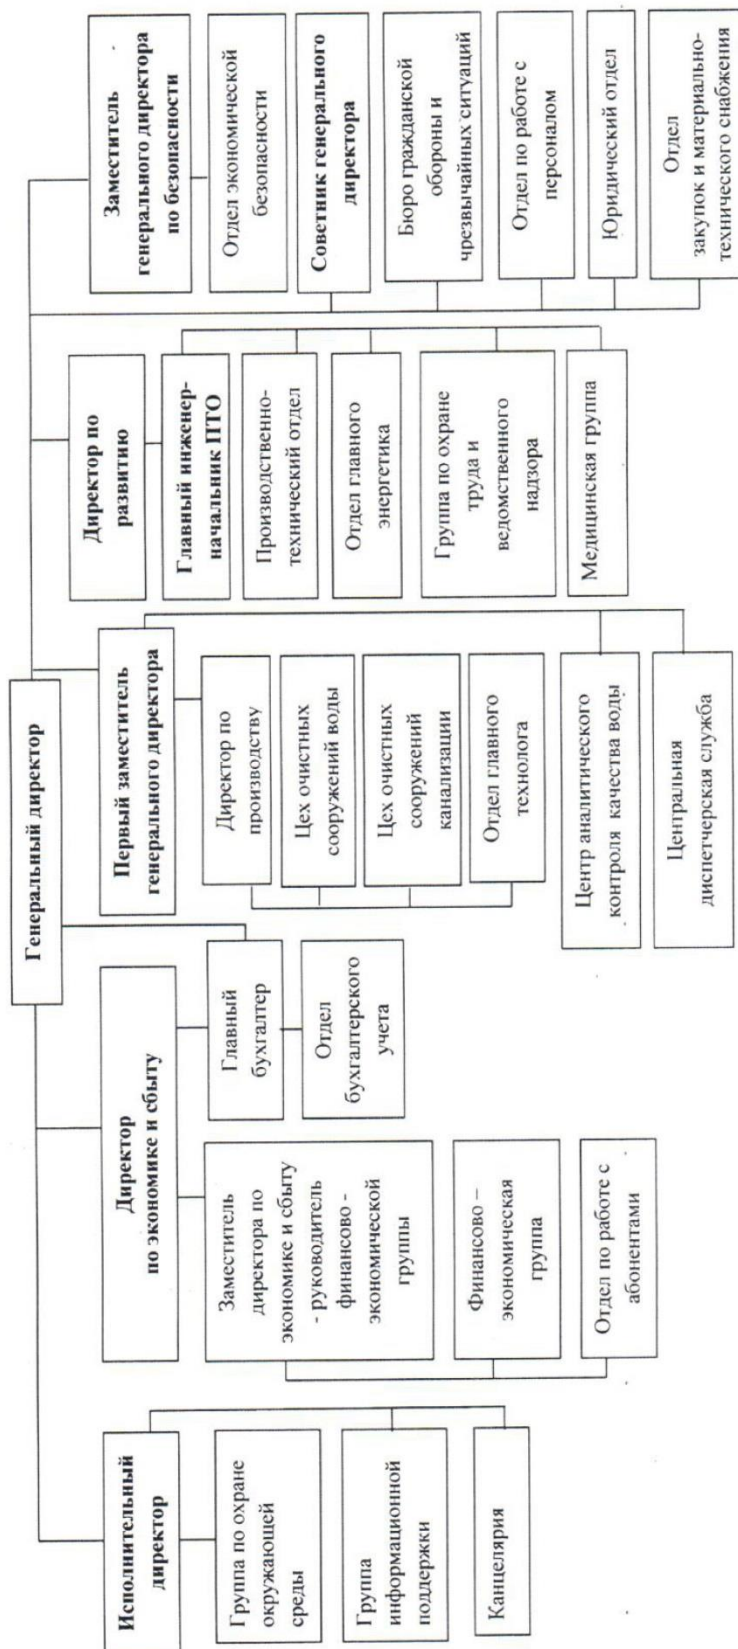 Генеральный директор
Исполнительный
директор
Группа по охране
окружающей
среды
Группа
информационной
поддержки
Канцелярия
Директор
по экономике и сбыту
Заместитель
директора по
экономике и сбыту
- руководитель
финансово -
экономической
группы
Финансово –
экономическая
группа
Отдел по работе с
абонентами
Главный
бухгалтер
Отдел
бухгалтерского
учета
Первый заместитель
генерального директора
Директор по
производству
Цех очистных
сооружений воды
Цех очистных
сооружений
канализации
Отдел главного
технолога
Центр аналитического
контроля качества воды
Центральная
диспетчерская служба
Директор по
развитию
Главный инженер-
начальник ПТО
Производственно-
технический отдел
Отдел главного
энергетика
Группа по охране
труда и
ведомственного
надзора
Медицинская группа
Заместитель
генерального директора
по безопасности
Отдел экономической
безопасности
Советник генерального
директора
Бюро гражданской
обороны и
чрезвычайных ситуаций
Отдел по работе с
персоналом
Юридический отдел
Отдел
закупок и материально-
технического снабжения